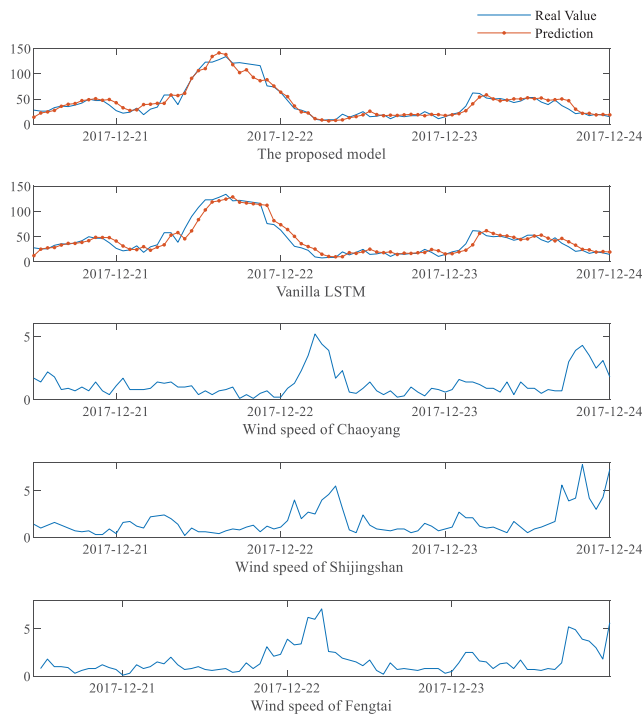 Real Value
Prediction
150
100
50
0
2017-12-21 2017-12-22 2017-12-23 2017-12-24
The proposed model
150
100
50
0
2017-12-21 2017-12-22 2017-12-23 2017-12-24
Vanilla LSTM
5
0
2017-12-21 2017-12-22 2017-12-23 2017-12-24
Wind speed of Chaoyang
5
0
2017-12-21 2017-12-22 2017-12-23 2017-12-24
Wind speed of Shijingshan
5
0
2017-12-21 2017-12-22 2017-12-23
Wind speed of Fengtai